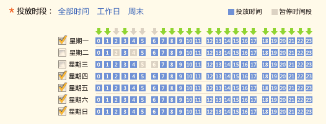 * 投放时段： 全部时间 工作日 周末 投放时间 暂停时间段
星期一 0 1 2 3 4 5 6 7 8 9 10 11 12 13 14 15 16 17 18 19 20 21 22 23
星期二 0 1 2 3 4 5 6 7 8 9 10 11 12 13 14 15 16 17 18 19 20 21 22 23
星期三 0 1 2 3 4 5 6 7 8 9 10 11 12 13 14 15 16 17 18 19 20 21 22 23
星期四 0 1 2 3 4 5 6 7 8 9 10 11 12 13 14 15 16 17 18 19 20 21 22 23
星期五 0 1 2 3 4 5 6 7 8 9 10 11 12 13 14 15 16 17 18 19 20 21 22 23
星期六 0 1 2 3 4 5 6 7 8 9 10 11 12 13 14 15 16 17 18 19 20 21 22 23
星期日 0 1 2 3 4 5 6 7 8 9 10 11 12 13 14 15 16 17 18 19 20 21 22 23